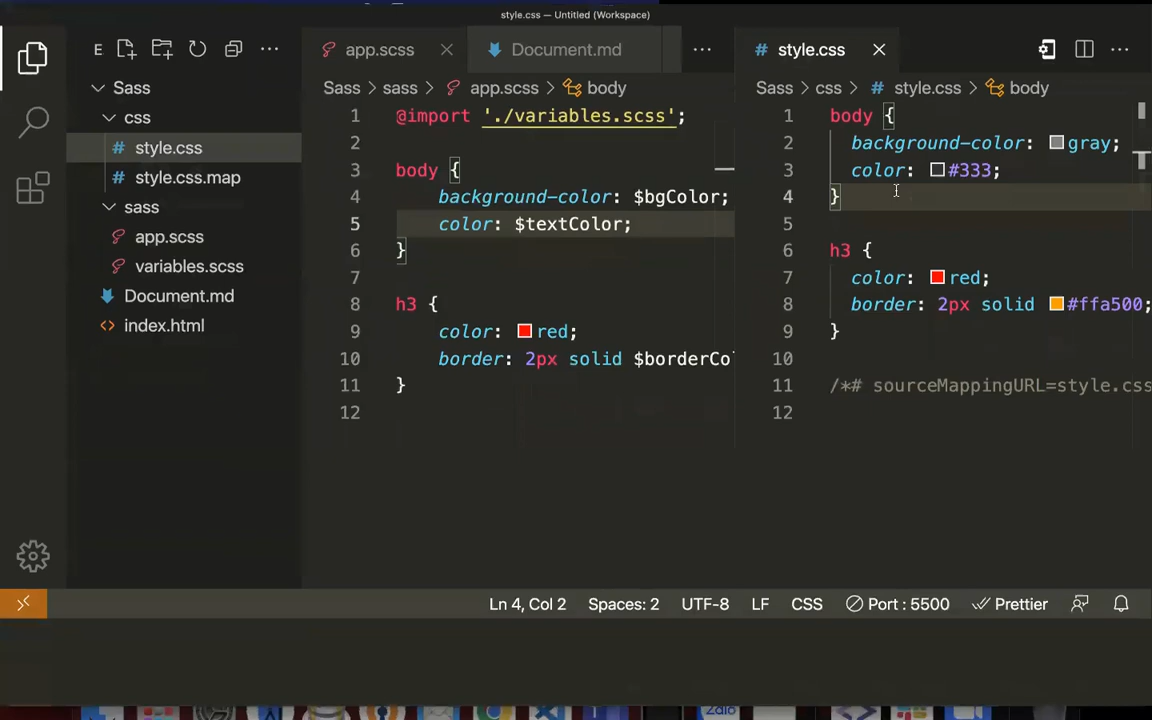 style.css — Untitled (Workspace)
E
app.scss
Document.md
style.css
Sass
css
style.css
style.css.map
sass
app.scss
variables.scss
Document.md
index.html
Sass > sass > app.scss > body
1 @import './variables.scss';
2
3 body {
4 background-color: $bgColor;
5 color: $textColor;
6 }
7
8 h3 {
9 color: red;
10 border: 2px solid $borderCo
11 }
12
Sass > css > # style.css > body
1 body {
2 background-color: gray;
3 color: #333;
4 }
5
6 h3 {
7 color: red;
8 border: 2px solid #ffa500;
9 }
10
11 /*# sourceMappingURL=style.css
12
Ln 4, Col 2 Spaces: 2 UTF-8 LF CSS Port : 5500 Prettier
Zalo